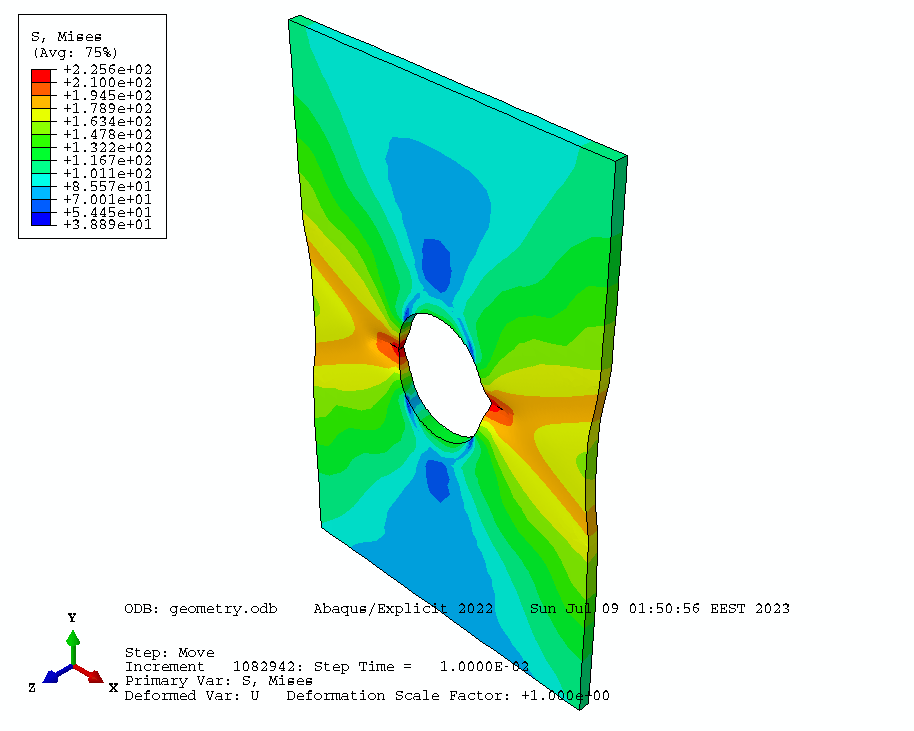 S, Mises
(Avg: 75%)
+2.256e+02
+2.100e+02
+1.945e+02
+1.789e+02
+1.634e+02
+1.478e+02
+1.322e+02
+1.167e+02
+1.011e+02
+8.557e+01
+7.001e+01
+5.445e+01
+3.889e+01
ODB: geometry.odb    Abaqus/Explicit 2022    Sun Jul 09 01:50:56 EEST 2023
Y
Z
X
Step: Move
Increment   1082942: Step Time =   1.0000E-02
Primary Var: S, Mises
Deformed Var: U   Deformation Scale Factor: +1.000e+00